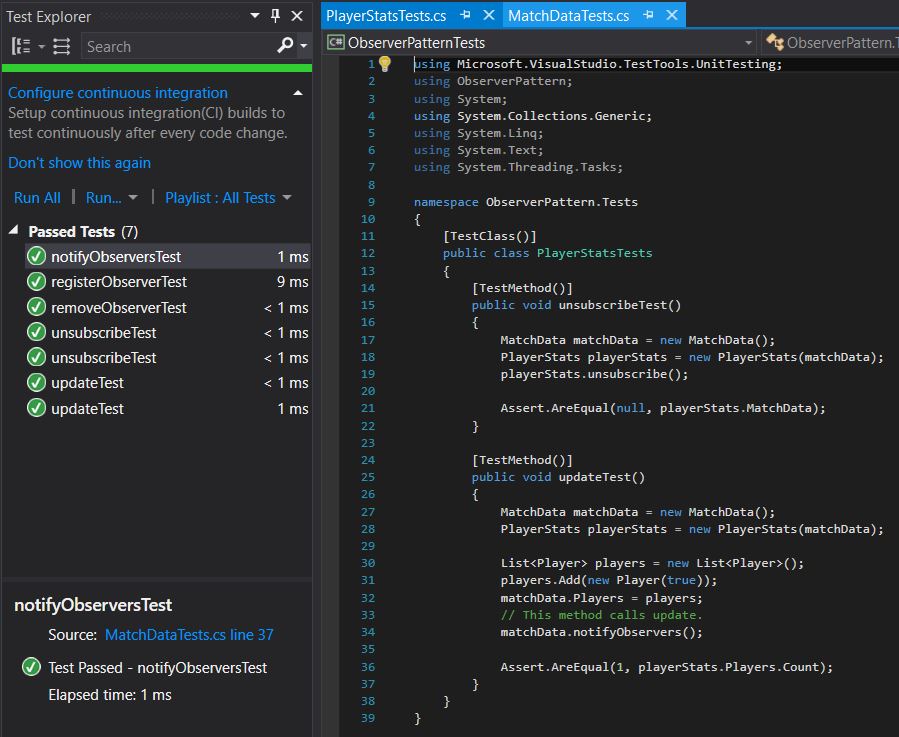 Test Explorer
Search
Configure continuous integration
Setup continuous integration(CI) builds to
test continuously after every code change.
Don't show this again
Run All | Run... | Playlist : All Tests
Passed Tests (7)
notifyObserversTest 1 ms
registerObserverTest 9 ms
removeObserverTest < 1 ms
unsubscribeTest < 1 ms
unsubscribeTest < 1 ms
updateTest < 1 ms
updateTest 1 ms
notifyObserversTest
Source: MatchDataTests.cs line 37
Test Passed - notifyObserversTest
Elapsed time: 1 ms
PlayerStatsTests.cs MatchDataTests.cs
C# ObserverPatternTests ObserverPattern.T
1 using Microsoft.VisualStudio.TestTools.UnitTesting;
2 using ObserverPattern;
3 using System;
4 using System.Collections.Generic;
5 using System.Linq;
6 using System.Text;
7 using System.Threading.Tasks;
8
9 namespace ObserverPattern.Tests
10 {
11 [TestClass()]
12 public class PlayerStatsTests
13 {
14 [TestMethod()]
15 public void unsubscribeTest()
16 {
17 MatchData matchData = new MatchData();
18 PlayerStats playerStats = new PlayerStats(matchData);
19 playerStats.unsubscribe();
20
21 Assert.AreEqual(null, playerStats.MatchData);
22 }
23
24 [TestMethod()]
25 public void updateTest()
26 {
27 MatchData matchData = new MatchData();
28 PlayerStats playerStats = new PlayerStats(matchData);
29
30 List<Player> players = new List<Player>();
31 players.Add(new Player(true));
32 matchData.Players = players;
33 // This method calls update.
34 matchData.notifyObservers();
35
36 Assert.AreEqual(1, playerStats.Players.Count);
37 }
38 }
39 }